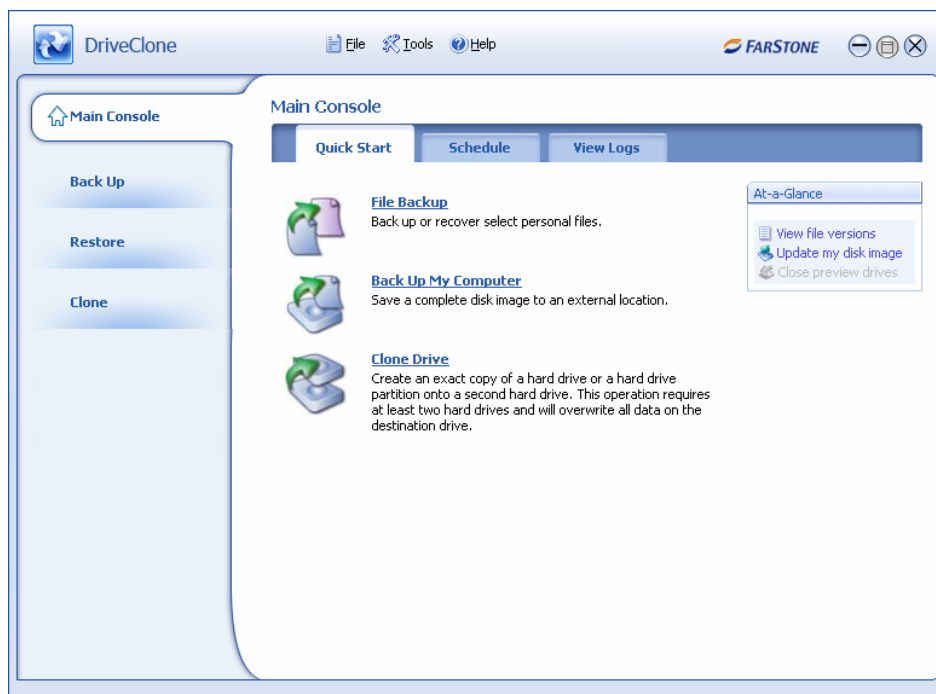 DriveClone
File Tools Help
FARSTONE
Main Console
Back Up
Restore
Clone
Main Console
Quick Start Schedule View Logs
File Backup
Back up or recover select personal files.
Back Up My Computer
Save a complete disk image to an external location.
Clone Drive
Create an exact copy of a hard drive or a hard drive
partition onto a second hard drive. This operation requires
at least two hard drives and will overwrite all data on the
destination drive.
At-a-Glance
View file versions
Update my disk image
Close preview drives